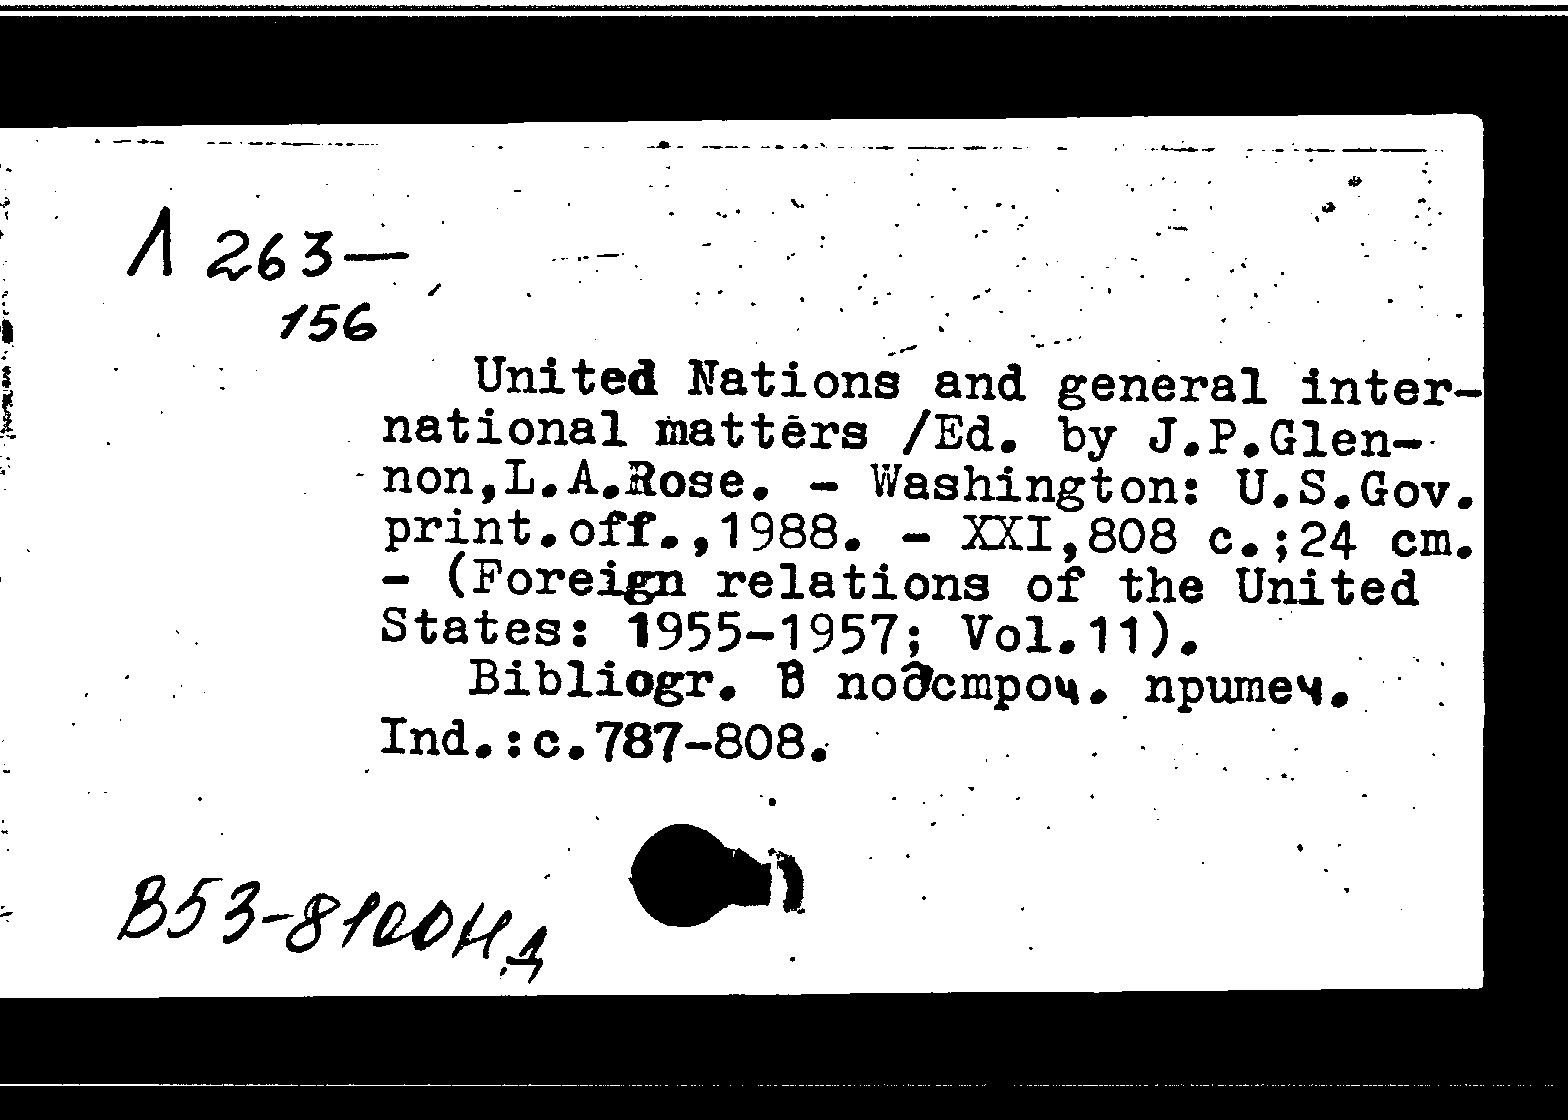 Л 263—
156
United Nations and general inter-
national matters /Ed. by J.P.Glen-
non,L.A.Rose. - Washington: U.S.Gov.
print.off.,1988. - XXI,808 c.;24 cm.
- (Foreign relations of the United
States: 1955-1957; Vol.11).
Bibliogr. В подстроч. примеч.
Ind.:c.787-808.
В53-8100НД